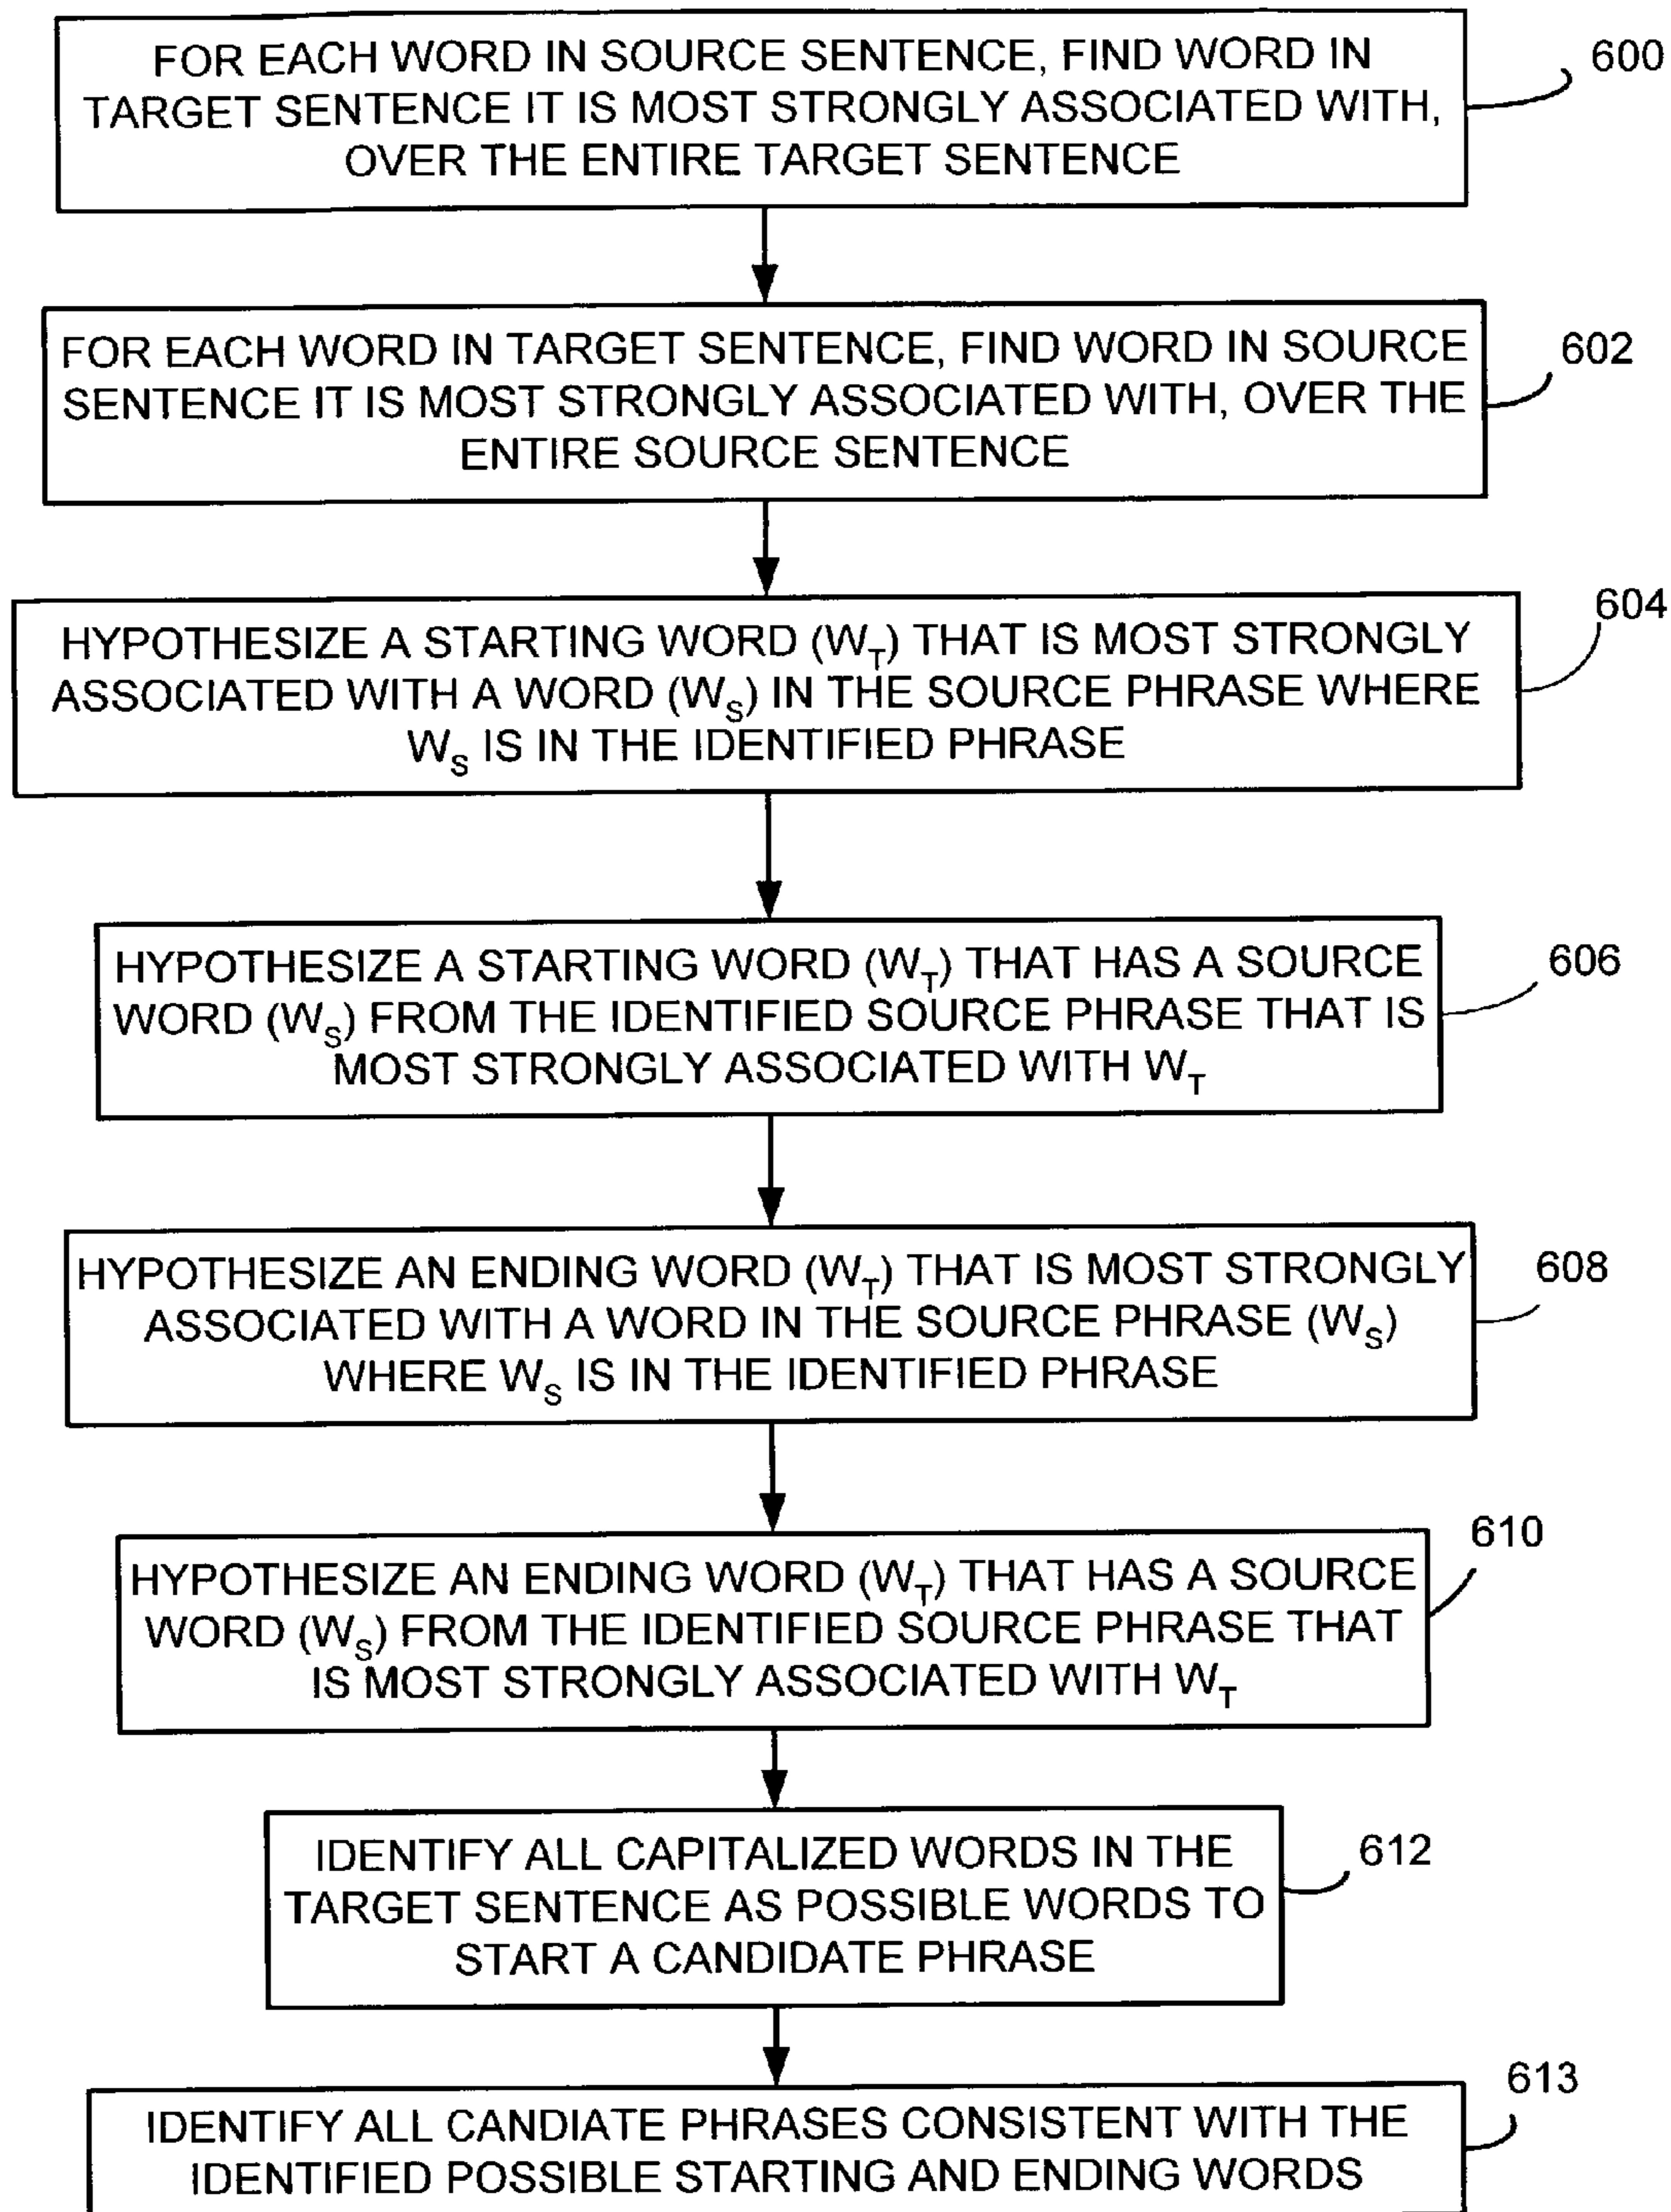 FOR EACH WORD IN SOURCE SENTENCE, FIND WORD IN
TARGET SENTENCE IT IS MOST STRONGLY ASSOCIATED WITH,
OVER THE ENTIRE TARGET SENTENCE
600
FOR EACH WORD IN TARGET SENTENCE, FIND WORD IN SOURCE
SENTENCE IT IS MOST STRONGLY ASSOCIATED WITH, OVER THE
ENTIRE SOURCE SENTENCE
602
HYPOTHESIZE A STARTING WORD (WT) THAT IS MOST STRONGLY
ASSOCIATED WITH A WORD (WS) IN THE SOURCE PHRASE WHERE
WS IS IN THE IDENTIFIED PHRASE
604
HYPOTHESIZE A STARTING WORD (WT) THAT HAS A SOURCE
WORD (WS) FROM THE IDENTIFIED SOURCE PHRASE THAT IS
MOST STRONGLY ASSOCIATED WITH WT
606
HYPOTHESIZE AN ENDING WORD (WT) THAT IS MOST STRONGLY
ASSOCIATED WITH A WORD IN THE SOURCE PHRASE (WS)
WHERE WS IS IN THE IDENTIFIED PHRASE
608
HYPOTHESIZE AN ENDING WORD (WT) THAT HAS A SOURCE
WORD (WS) FROM THE IDENTIFIED SOURCE PHRASE THAT
IS MOST STRONGLY ASSOCIATED WITH WT
610
IDENTIFY ALL CAPITALIZED WORDS IN THE
TARGET SENTENCE AS POSSIBLE WORDS TO
START A CANDIDATE PHRASE
612
IDENTIFY ALL CANDIATE PHRASES CONSISTENT WITH THE
IDENTIFIED POSSIBLE STARTING AND ENDING WORDS
613